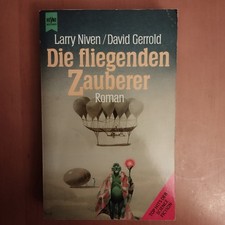 HEYNE
Larry Niven/David Gerrold
Die fliegenden
Zauberer
Roman